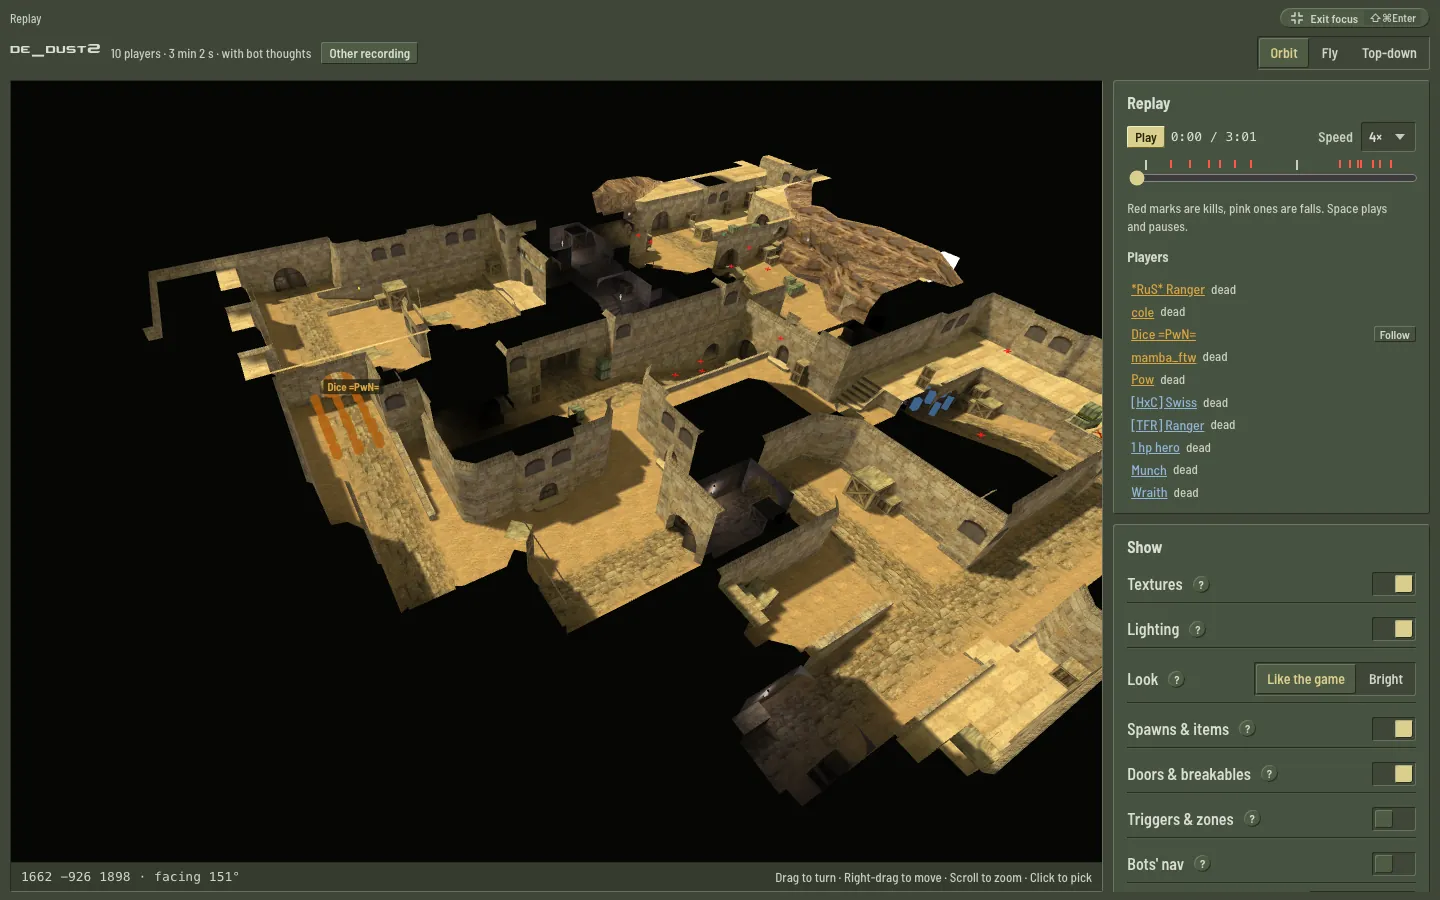 Replay
Exit focus ⇧⌘Enter
DE_DUST2
10 players · 3 min 2 s · with bot thoughts
Other recording
Orbit
Fly
Top-down
Replay
Play
0:00 / 3:01
Speed
4×
Red marks are kills, pink ones are falls. Space plays
and pauses.
Players
*RuS* Ranger dead
cole dead
Dice =PwN=
Follow
mamba_ftw dead
Pow dead
[HxC] Swiss dead
[TFR] Ranger dead
1 hp hero dead
Munch dead
Wraith dead
Dice =PwN=
Show
Textures ?
Lighting ?
Look ?
Like the game
Bright
Spawns & items ?
Doors & breakables ?
Triggers & zones ?
Bots' nav ?
1662 −926 1898 · facing 151°
Drag to turn · Right-drag to move · Scroll to zoom · Click to pick